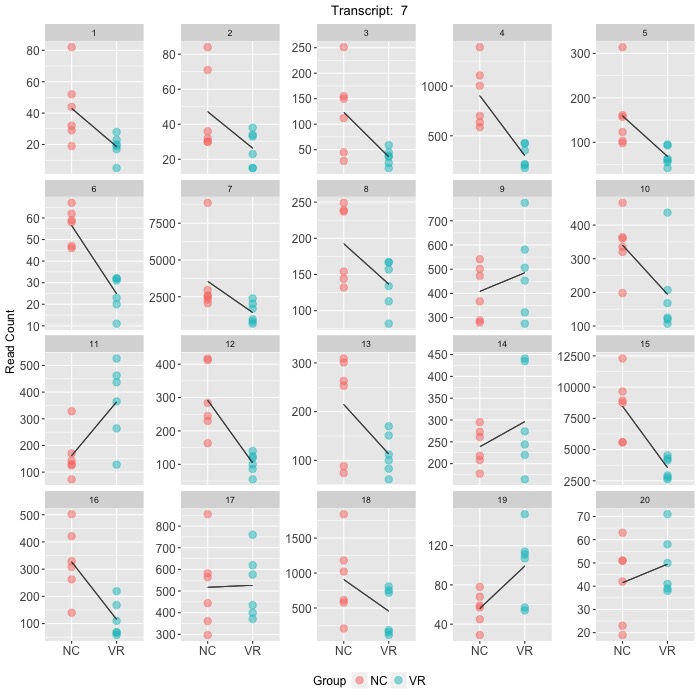 Transcript: 7
1 2 3 4 5
80 60 40 20
80 60 40 20
250 200 150 100 50
1000 500
300 200 100
6 7 8 9 10
60 50 40 30 20 10
7500 5000 2500
250 200 150 100
700 600 500 400 300
400 300 200 100
Read Count
11 12 13 14 15
500 400 300 200 100
400 300 200 100
300 200 100
450 400 350 300 250 200
12500 10000 7500 5000 2500
16 17 18 19 20
500 400 300 200 100
800 700 600 500 400 300
1500 1000 500
120 80 40
70 60 50 40 30 20
NC VR NC VR NC VR NC VR NC VR
Group NC VR